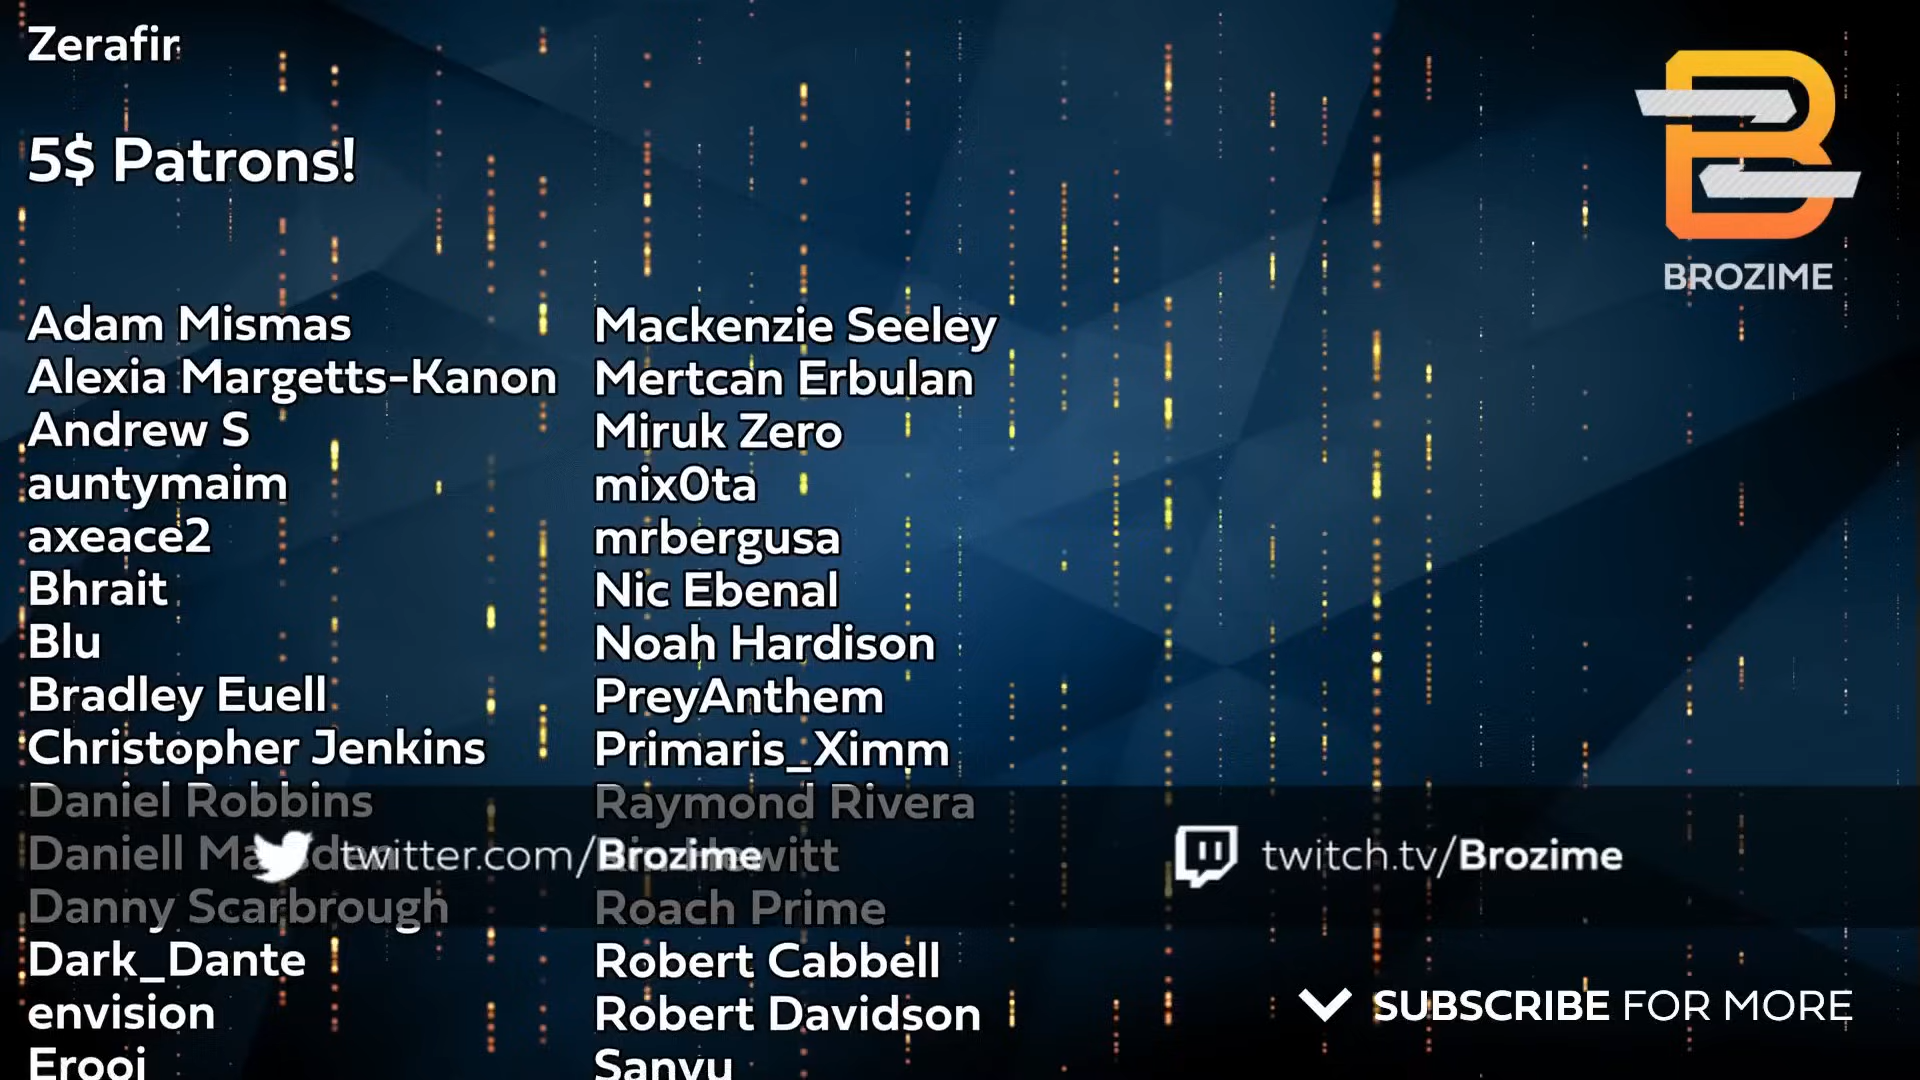 Zerafir
5$ Patrons!
Adam Mismas
Alexia Margetts-Kanon
Andrew S
auntymaim
axeace2
Bhrait
Blu
Bradley Euell
Christopher Jenkins
Daniel Robbins
Daniell
Danny Scarbrough
Dark_Dante
envision
Mackenzie Seeley
Mertcan Erbulan
Miruk Zero
mix0ta
mrbergusa
Nic Ebenal
Noah Hardison
PreyAnthem
Primaris_Ximm
Raymond Rivera
Roach Prime
Robert Cabbell
Robert Davidson
BROZIME
twitter.com/Brozime
twitch.tv/Brozime
SUBSCRIBE FOR MORE